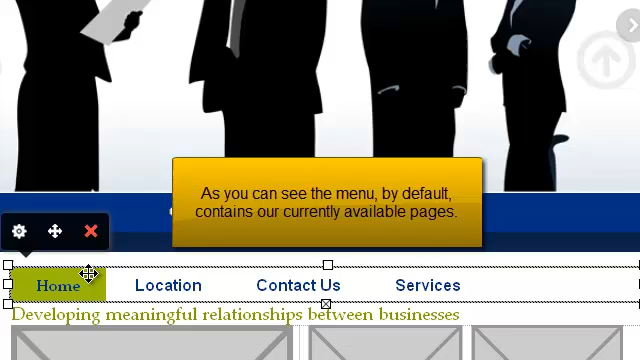 As you can see the menu, by default,
contains our currently available pages.
Home Location Contact Us Services
Developing meaningful relationships between businesses